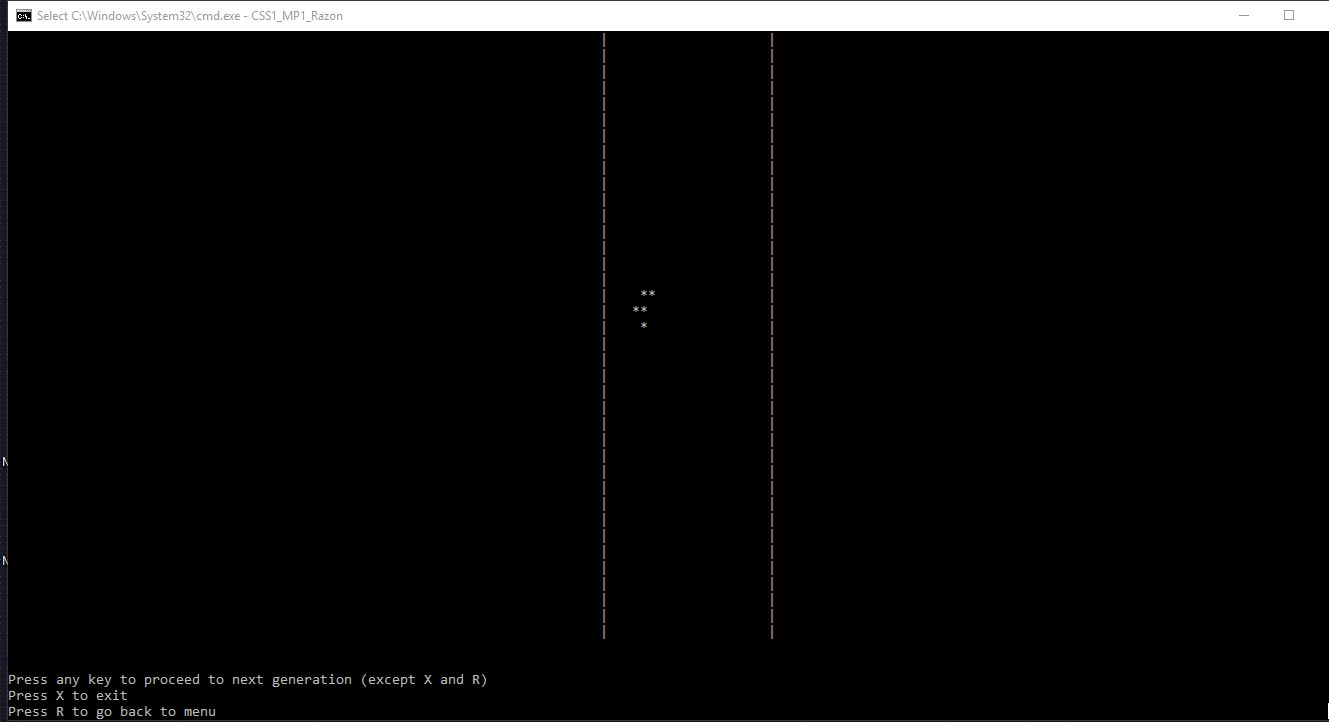 Select C:\Windows\System32\cmd.exe - CSS1_MP1_Razon
**
**
*
Press any key to proceed to next generation (except X and R)
Press X to exit
Press R to go back to menu